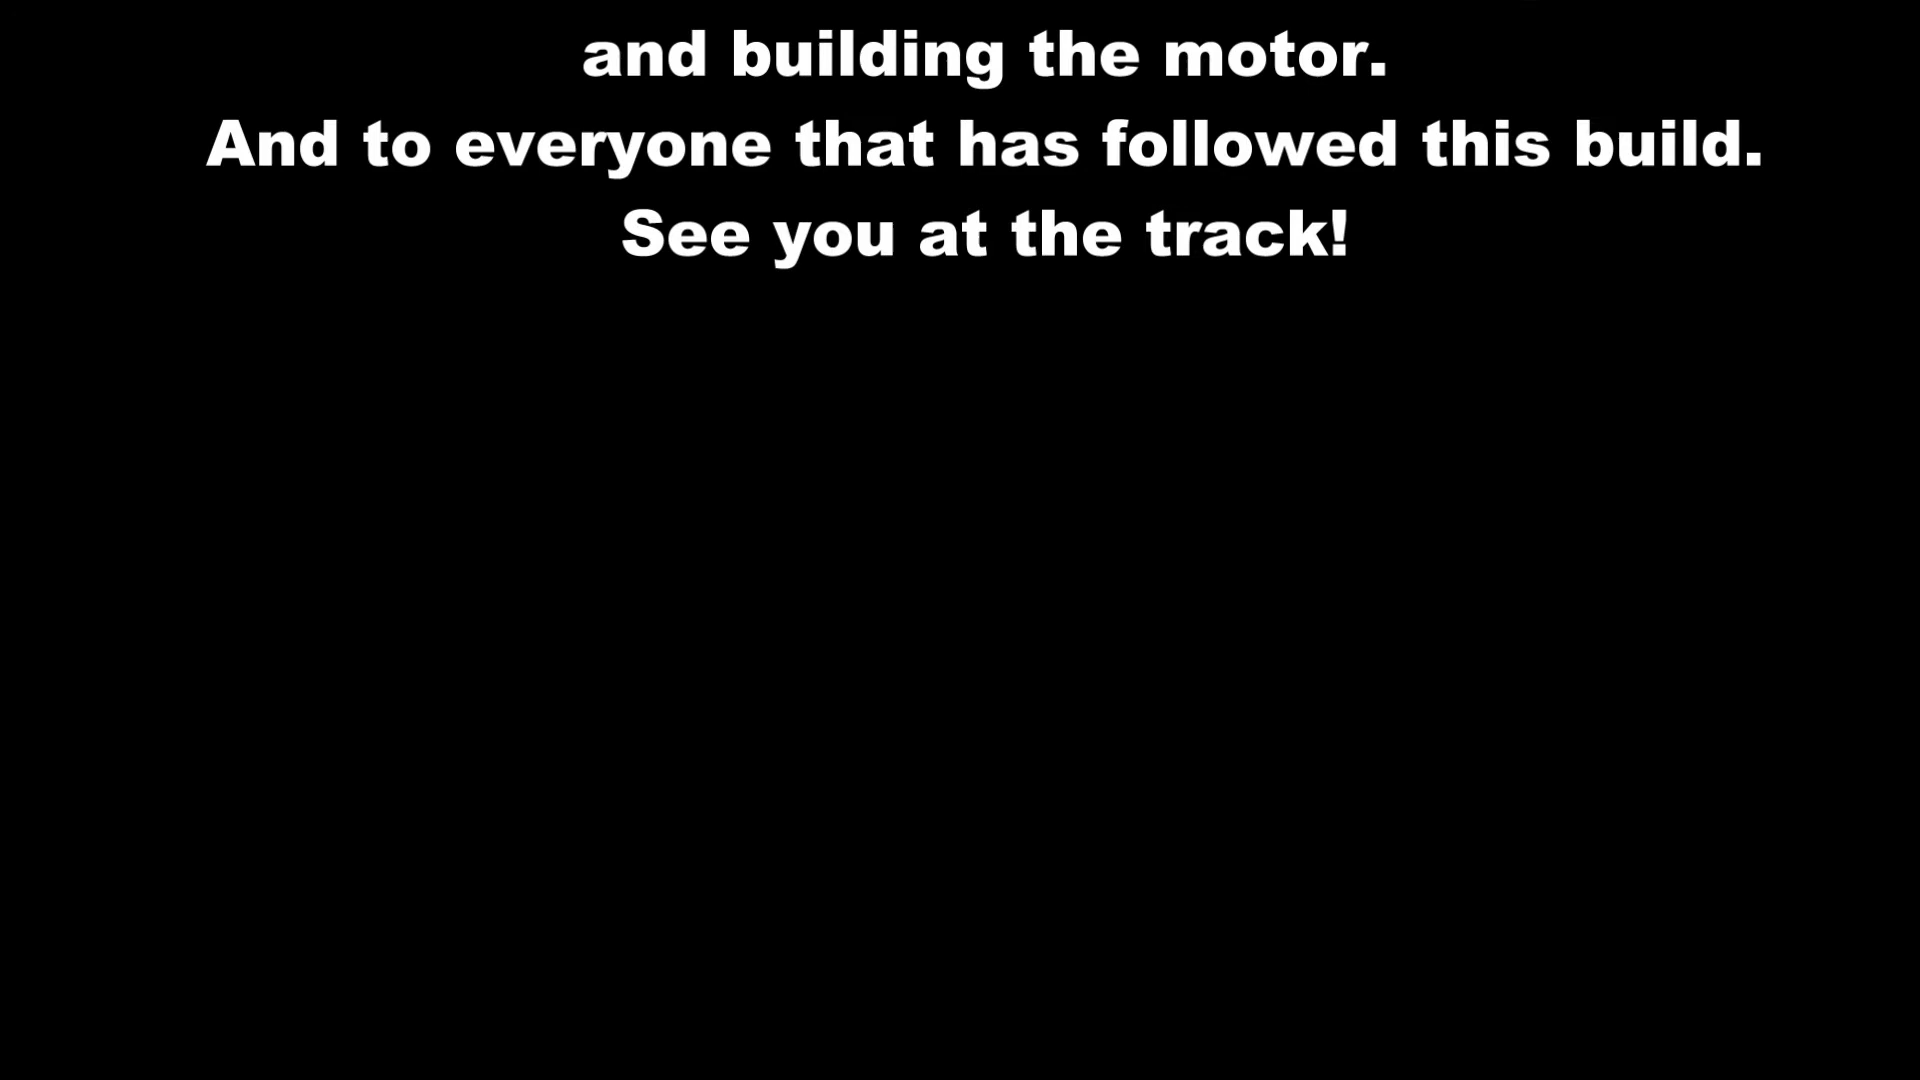 and building the motor.
And to everyone that has followed this build.
See you at the track!